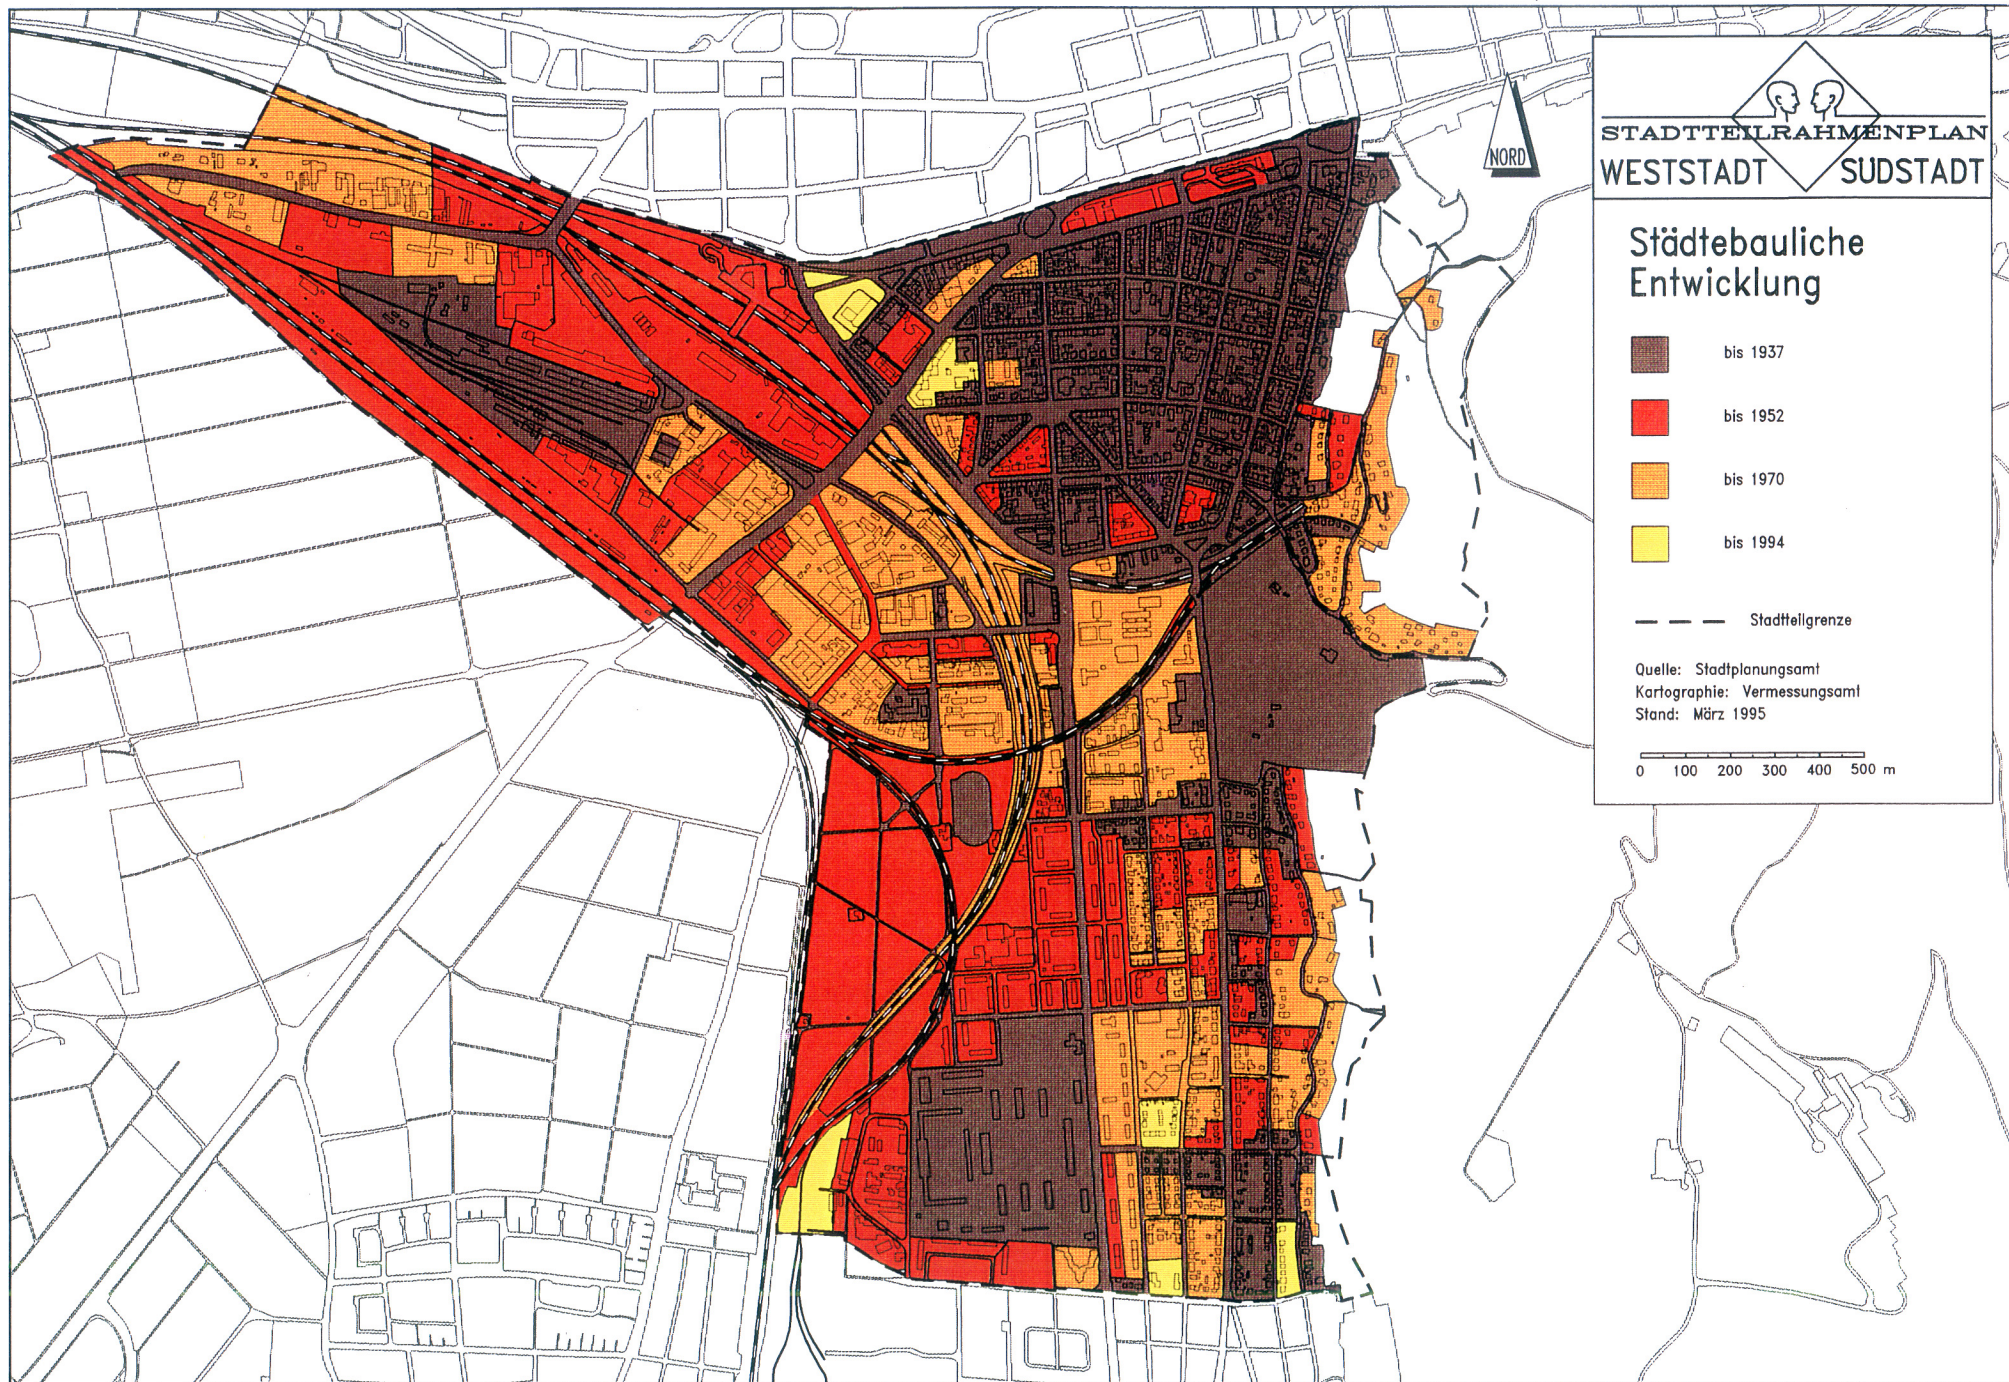 NORD
STADTTEILRAHMENPLAN
WESTSTADT SÜDSTADT
Städtebauliche
Entwicklung
bis 1937
bis 1952
bis 1970
bis 1994
Stadtteilgrenze
Quelle: Stadtplanungsamt
Kartographie: Vermessungsamt
Stand: März 1995
0 100 200 300 400 500 m